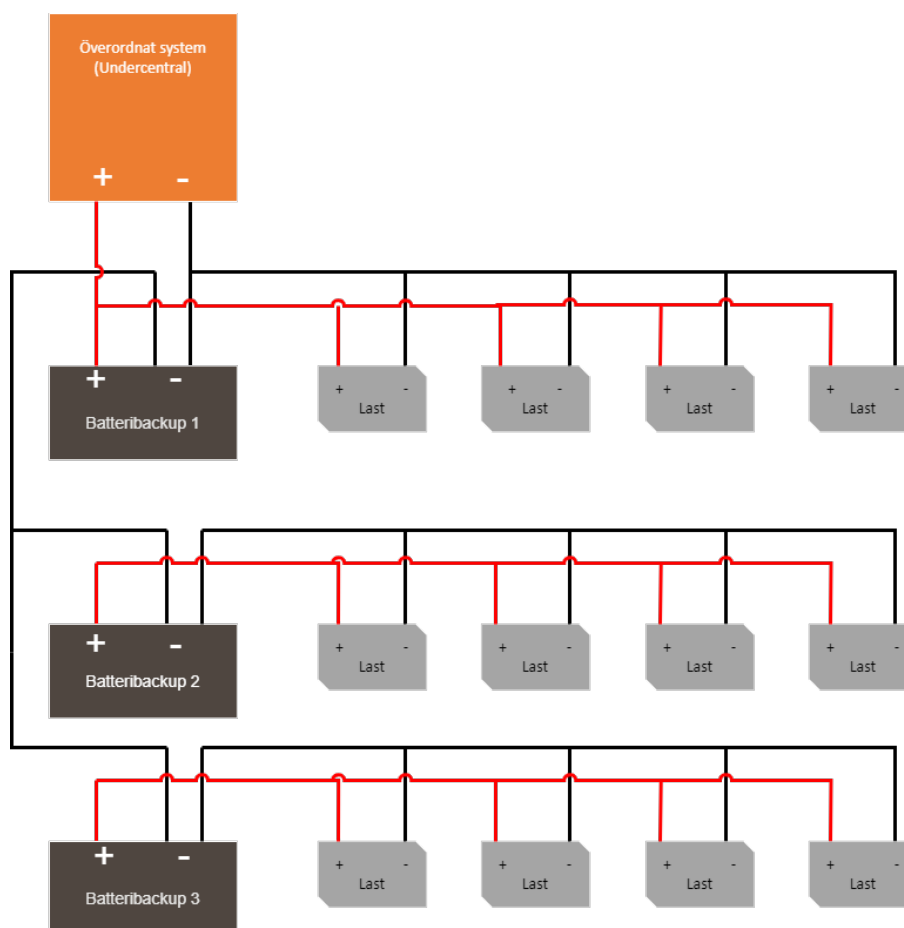 Överordnat system
(Undercentral)
+ -
+ -
Batteribackup 1
+ -
Last
+ -
Last
+ -
Last
+ -
Last
+ -
Batteribackup 2
+ -
Last
+ -
Last
+ -
Last
+ -
Last
+ -
Batteribackup 3
+ -
Last
+ -
Last
+ -
Last
+ -
Last